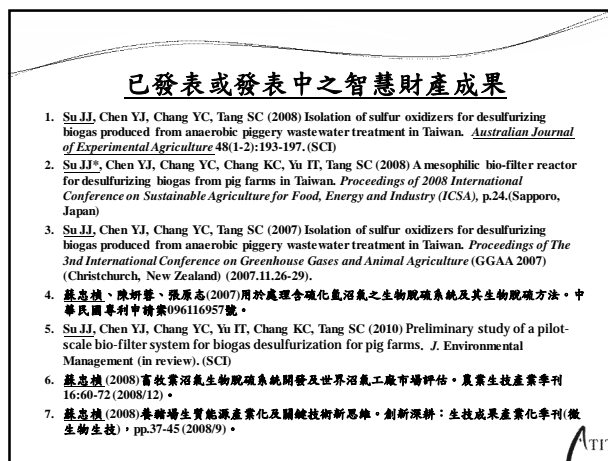 已發表或發表中之智慧財產成果
1. Su JJ, Chen YJ, Chang YC, Tang SC (2008) Isolation of sulfur oxidizers for desulfurizing
biogas produced from anaerobic piggery wastewater treatment in Taiwan. Australian Journal
of Experimental Agriculture 48(1-2):193-197. (SCI)
2. Su JJ*, Chen YJ, Chang YC, Chang KC, Yu IT, Tang SC (2008) A mesophilic bio-filter reactor
for desulfurizing biogas from pig farms in Taiwan. Proceedings of 2008 International
Conference on Sustainable Agriculture for Food, Energy and Industry (ICSA), p.24.(Sapporo,
Japan)
3. Su JJ, Chen YJ, Chang YC, Tang SC (2007) Isolation of sulfur oxidizers for desulfurizing
biogas produced from anaerobic piggery wastewater treatment in Taiwan. Proceedings of The
3nd International Conference on Greenhouse Gases and Animal Agriculture (GGAA 2007)
(Christchurch, New Zealand) (2007.11.26-29).
4. 蘇忠楨、陳妍蓉、張原志(2007)用於處理含硫化氫沼氣之生物脫硫系統及其生物脫硫方法。中
華民國專利申請案096116957號。
5. Su JJ, Chen YJ, Chang YC, Yu IT, Chang KC, Tang SC (2010) Preliminary study of a pilot-
scale bio-filter system for biogas desulfurization for pig farms. J. Environmental
Management (in review). (SCI)
6. 蘇忠楨(2008)畜牧業沼氣生物脫硫系統開發及世界沼氣工廠市場評估。農業生技產業季刊
16:60-72 (2008/12)。
7. 蘇忠楨(2008)養豬場生質能源產業化及關鍵技術新思維。創新深耕：生技成果產業化季刊(微
生物生技)，pp.37-45 (2008/9)。
ATIT